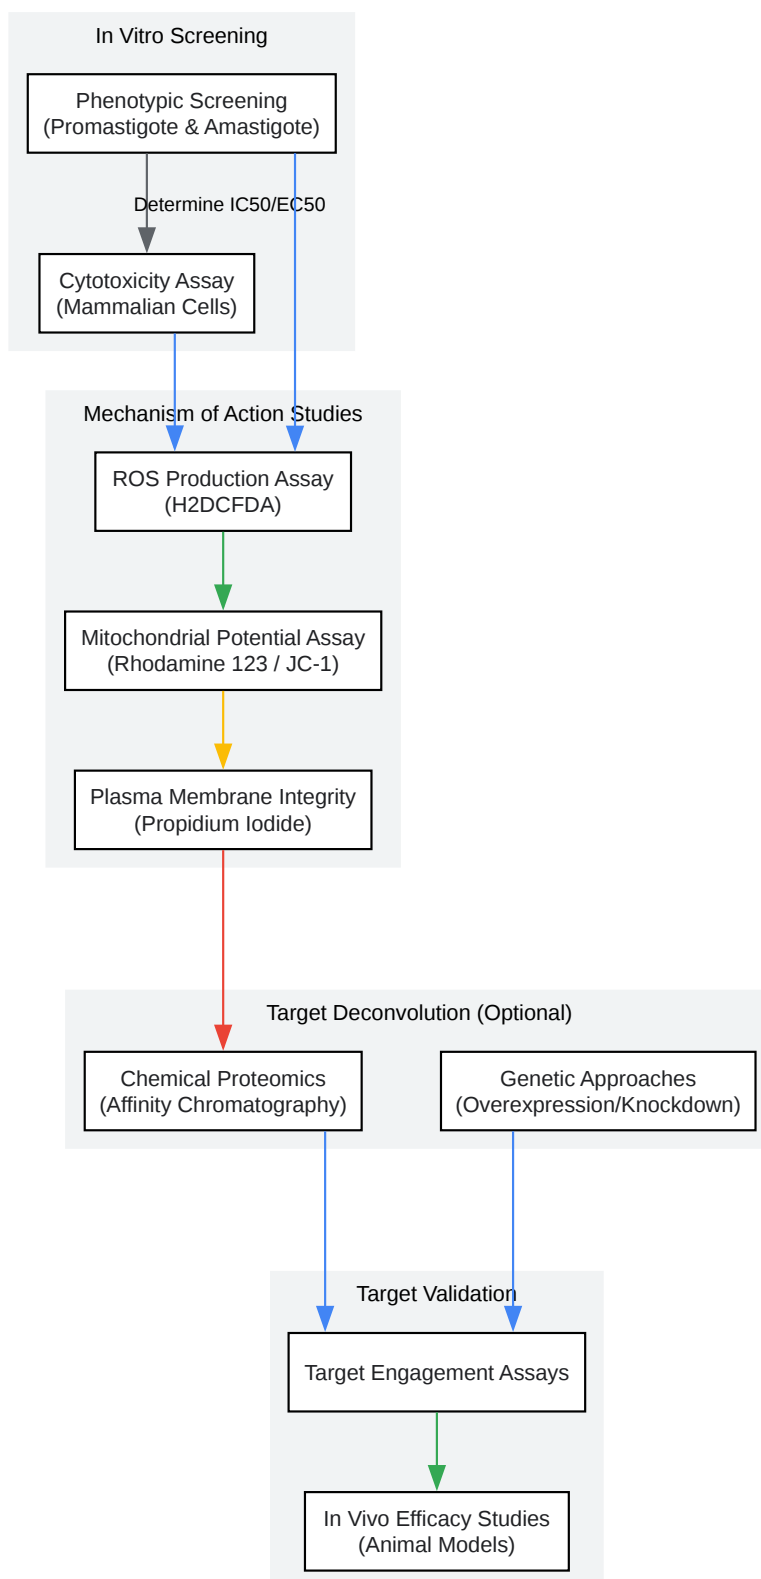 In Vitro Screening
Phenotypic Screening
(Promastigote & Amastigote)
Determine IC50/EC50
Cytotoxicity Assay
(Mammalian Cells)
Mechanism of Action Studies
ROS Production Assay
(H2DCFDA)
Mitochondrial Potential Assay
(Rhodamine 123 / JC-1)
Plasma Membrane Integrity
(Propidium Iodide)
Target Deconvolution (Optional)
Chemical Proteomics
(Affinity Chromatography)
Genetic Approaches
(Overexpression/Knockdown)
Target Validation
Target Engagement Assays
In Vivo Efficacy Studies
(Animal Models)